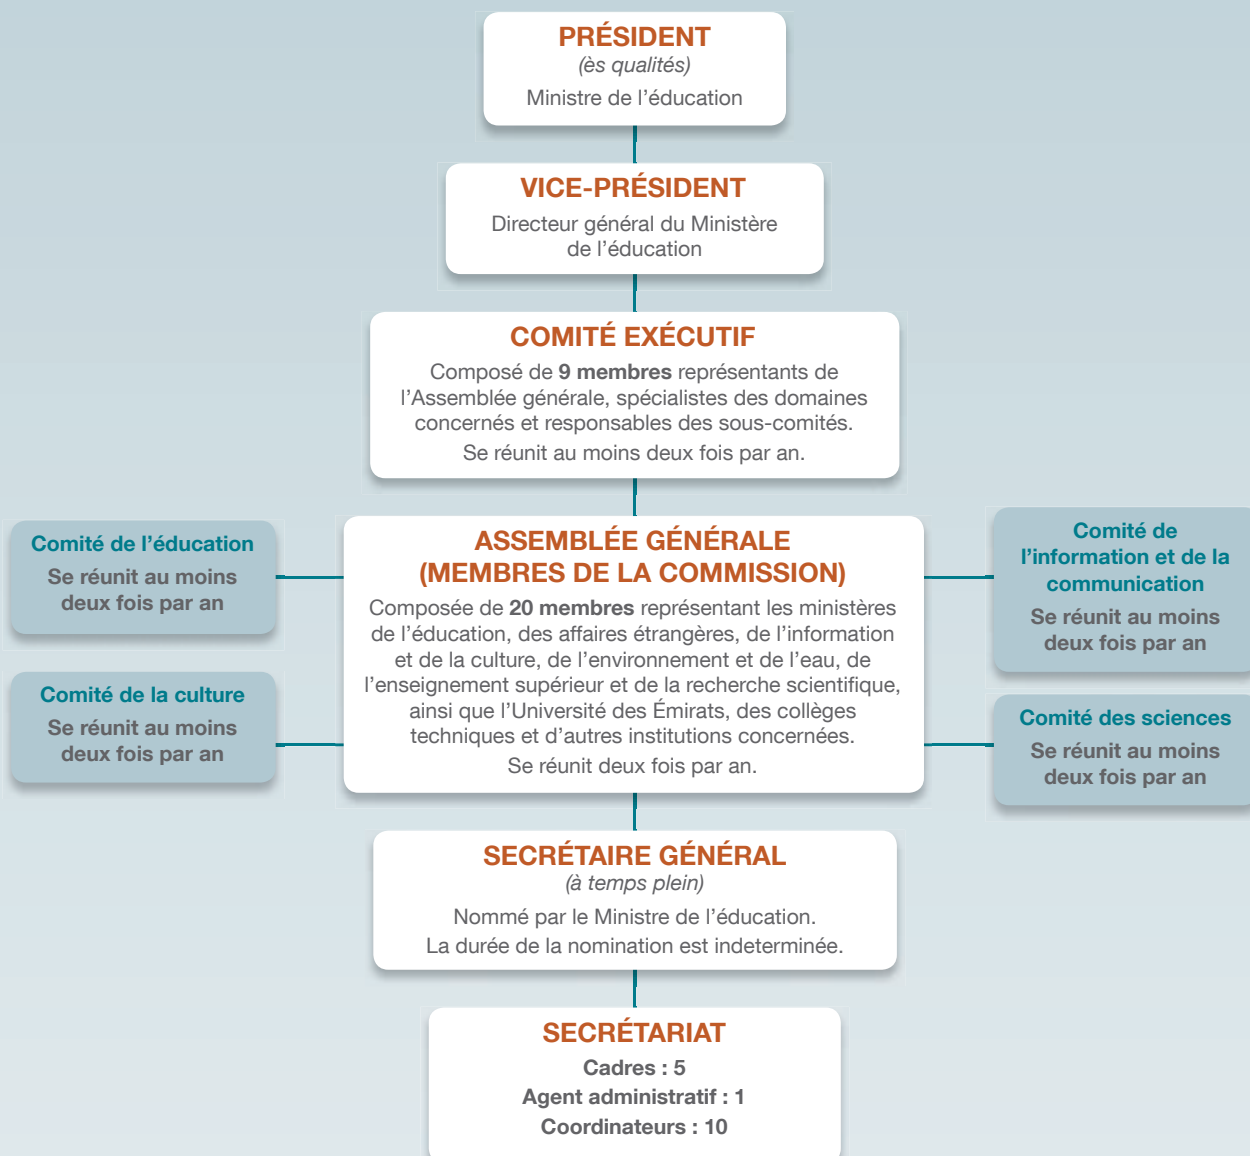 PRÉSIDENT
(ès qualités)
Ministre de l’éducation
VICE-PRÉSIDENT
Directeur général du Ministère
de l’éducation
COMITÉ EXÉCUTIF
Composé de 9 membres représentants de
l’Assemblée générale, spécialistes des domaines
concernés et responsables des sous-comités.
Se réunit au moins deux fois par an.
Comité de l’éducation
Se réunit au moins
deux fois par an
Comité de la culture
Se réunit au moins
deux fois par an
ASSEMBLÉE GÉNÉRALE
(MEMBRES DE LA COMMISSION)
Composée de 20 membres représentant les ministères
de l’éducation, des affaires étrangères, de l’information
et de la culture, de l’environnement et de l’eau, de
l’enseignement supérieur et de la recherche scientifique,
ainsi que l’Université des Émirats, des collèges
techniques et d’autres institutions concernées.
Se réunit deux fois par an.
Comité de
l’information et de la
communication
Se réunit au moins
deux fois par an
Comité des sciences
Se réunit au moins
deux fois par an
SECRÉTAIRE GÉNÉRAL
(à temps plein)
Nommé par le Ministre de l’éducation.
La durée de la nomination est indeterminée.
SECRÉTARIAT
Cadres : 5
Agent administratif : 1
Coordinateurs : 10